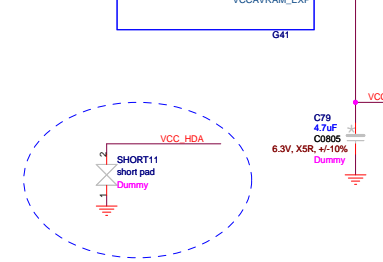 VCCAVRAM_EXP
G41
VCC
C79
4.7uF
C0805
6.3V, X5R, +/-10%
Dummy
VCC_HDA
2
SHORT11
short pad
Dummy
1